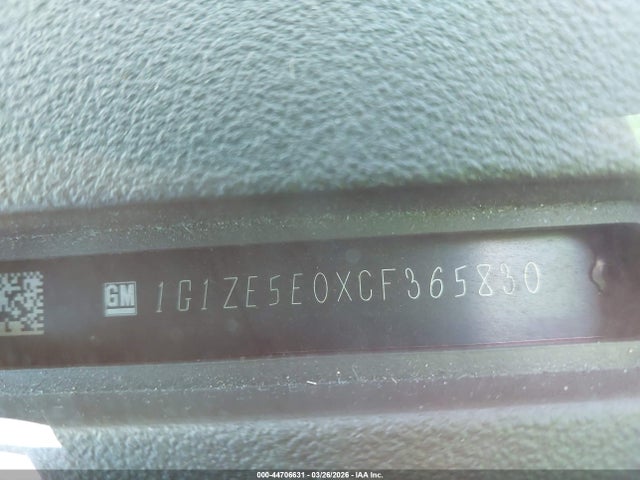 GM 1G1ZE5E0XCF365830
000-44706631 - 03/26/2026 - IAA Inc.